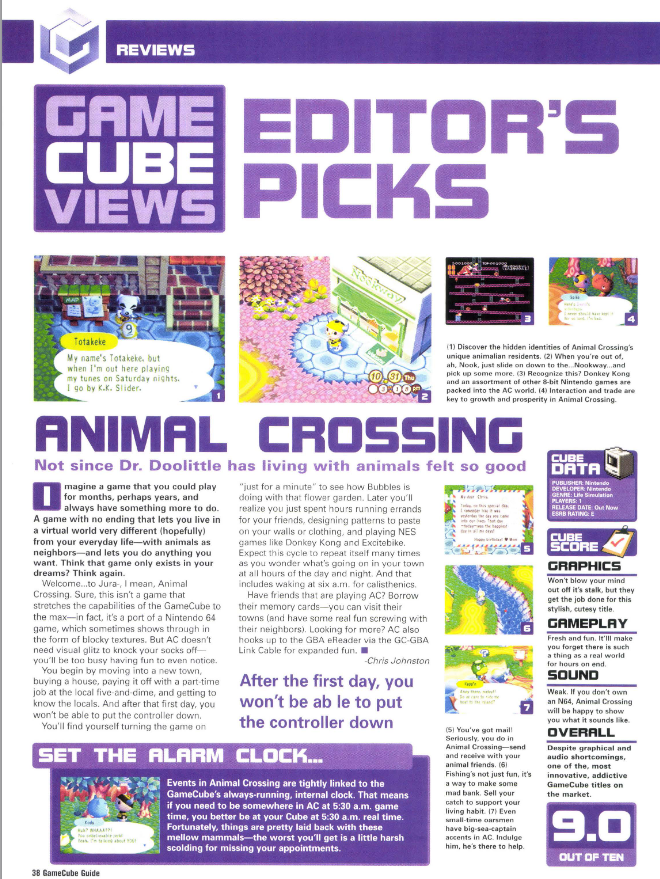 REVIEWS
GAME
CUBE
VIEWS
EDITOR'S
PICKS
Totakeke
My name's Totakeke, but
when I'm out here playing
my tunes on Saturday nights,
I go by K.K. Slider.
1
2
3
4
(1) Discover the hidden identities of Animal Crossing's
unique animalian residents. (2) When you're out of,
ah, Nook, just slide on down to the...Nookway...and
pick up some more. (3) Recognize this? Donkey Kong
and an assortment of other 8-bit Nintendo games are
packed into the AC world. (4) Interaction and trade are
key to growth and prosperity in Animal Crossing.
ANIMAL CROSSING
Not since Dr. Doolittle has living with animals felt so good
Imagine a game that you could play
for months, perhaps years, and
always have something more to do.
A game with no ending that lets you live in
a virtual world very different (hopefully)
from your everyday life—with animals as
neighbors—and lets you do anything you
want. Think that game only exists in your
dreams? Think again.
Welcome...to Jura-, I mean, Animal
Crossing. Sure, this isn't a game that
stretches the capabilities of the GameCube to
the max—in fact, it's a port of a Nintendo 64
game, which sometimes shows through in
the form of blocky textures. But AC doesn't
need visual glitz to knock your socks off—
you'll be too busy having fun to even notice.
You begin by moving into a new town,
buying a house, paying it off with a part-time
job at the local five-and-dime, and getting to
know the locals. And after that first day, you
won't be able to put the controller down.
You'll find yourself turning the game on
"just for a minute" to see how Bubbles is
doing with that flower garden. Later you'll
realize you just spent hours running errands
for your friends, designing patterns to paste
on your walls or clothing, and playing NES
games like Donkey Kong and Excitebike.
Expect this cycle to repeat itself many times
as you wonder what's going on in your town
at all hours of the day and night. And that
includes waking at six a.m. for calisthenics.
Have friends that are playing AC? Borrow
their memory cards—you can visit their
towns (and have some real fun screwing with
their neighbors). Looking for more? AC also
hooks up to the GBA eReader via the GC-GBA
Link Cable for expanded fun.
-Chris Johnston
After the first day, you
won't be ab le to put
the controller down
5
6
7
(5) You've got mail!
Seriously, you do in
Animal Crossing—send
and receive with your
animal friends. (6)
Fishing's not just fun, it's
a way to make some
mad bank. Sell your
catch to support your
living habit. (7) Even
small-time oarsmen
have big-sea-captain
accents in AC. Indulge
him, he's there to help.
CUBE
DATA
PUBLISHER: Nintendo
DEVELOPER: Nintendo
GENRE: Life Simulation
PLAYERS: 1
RELEASE DATE: Out Now
ESRB RATING: E
CUBE
SCORE
GRAPHICS
Won't blow your mind
out off it's stalk, but they
get the job done for this
stylish, cutesy title.
GAMEPLAY
Fresh and fun. It'll make
you forget there is such
a thing as a real world
for hours on end.
SOUND
Weak. If you don't own
an N64, Animal Crossing
will be happy to show
you what it sounds like.
OVERALL
Despite graphical and
audio shortcomings,
one of the, most
innovative, addictive
GameCube titles on
the market.
9.0
OUT OF TEN
SET THE ALARM CLOCK...
Events in Animal Crossing are tightly linked to the
GameCube's always-running, internal clock. That means
if you need to be somewhere in AC at 5:30 a.m. game
time, you better be at your Cube at 5:30 a.m. real time.
Fortunately, things are pretty laid back with these
mellow mammals—the worst you'll get is a little harsh
scolding for missing your appointments.
38 GameCube Guide